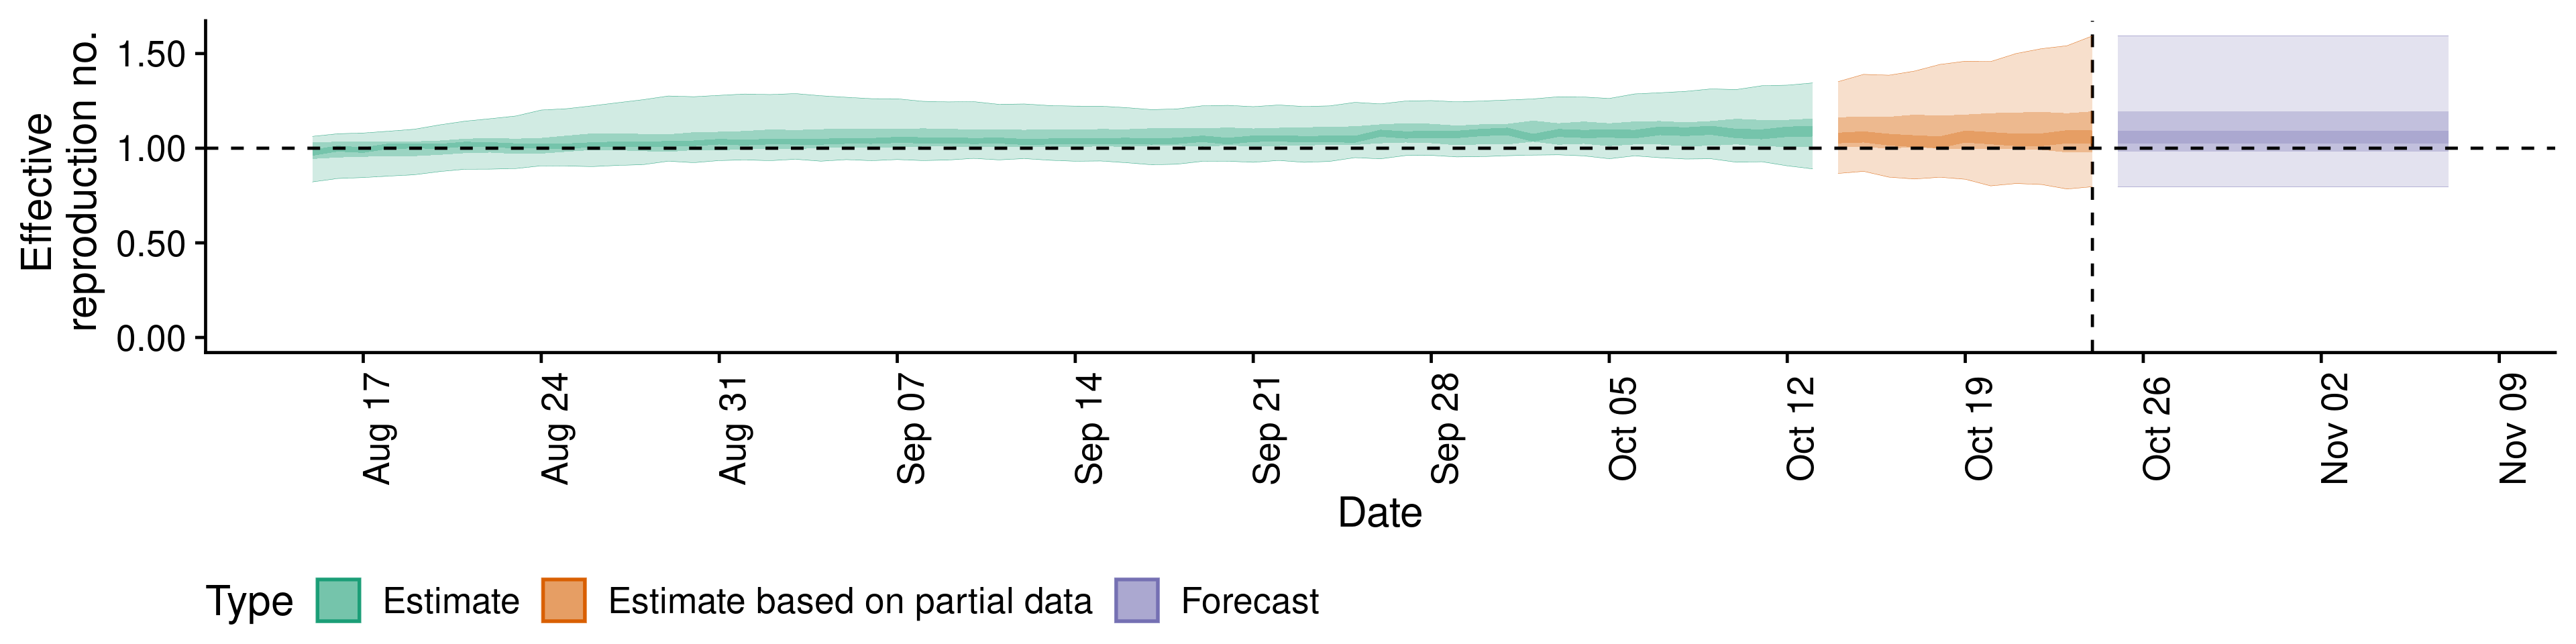 Effective
reproduction no.
1.50
1.00
0.50
0.00
Aug 17
Aug 24
Aug 31
Sep 07
Sep 14
Sep 21
Sep 28
Oct 05
Oct 12
Oct 19
Oct 26
Nov 02
Nov 09
Date
Type Estimate Estimate based on partial data Forecast